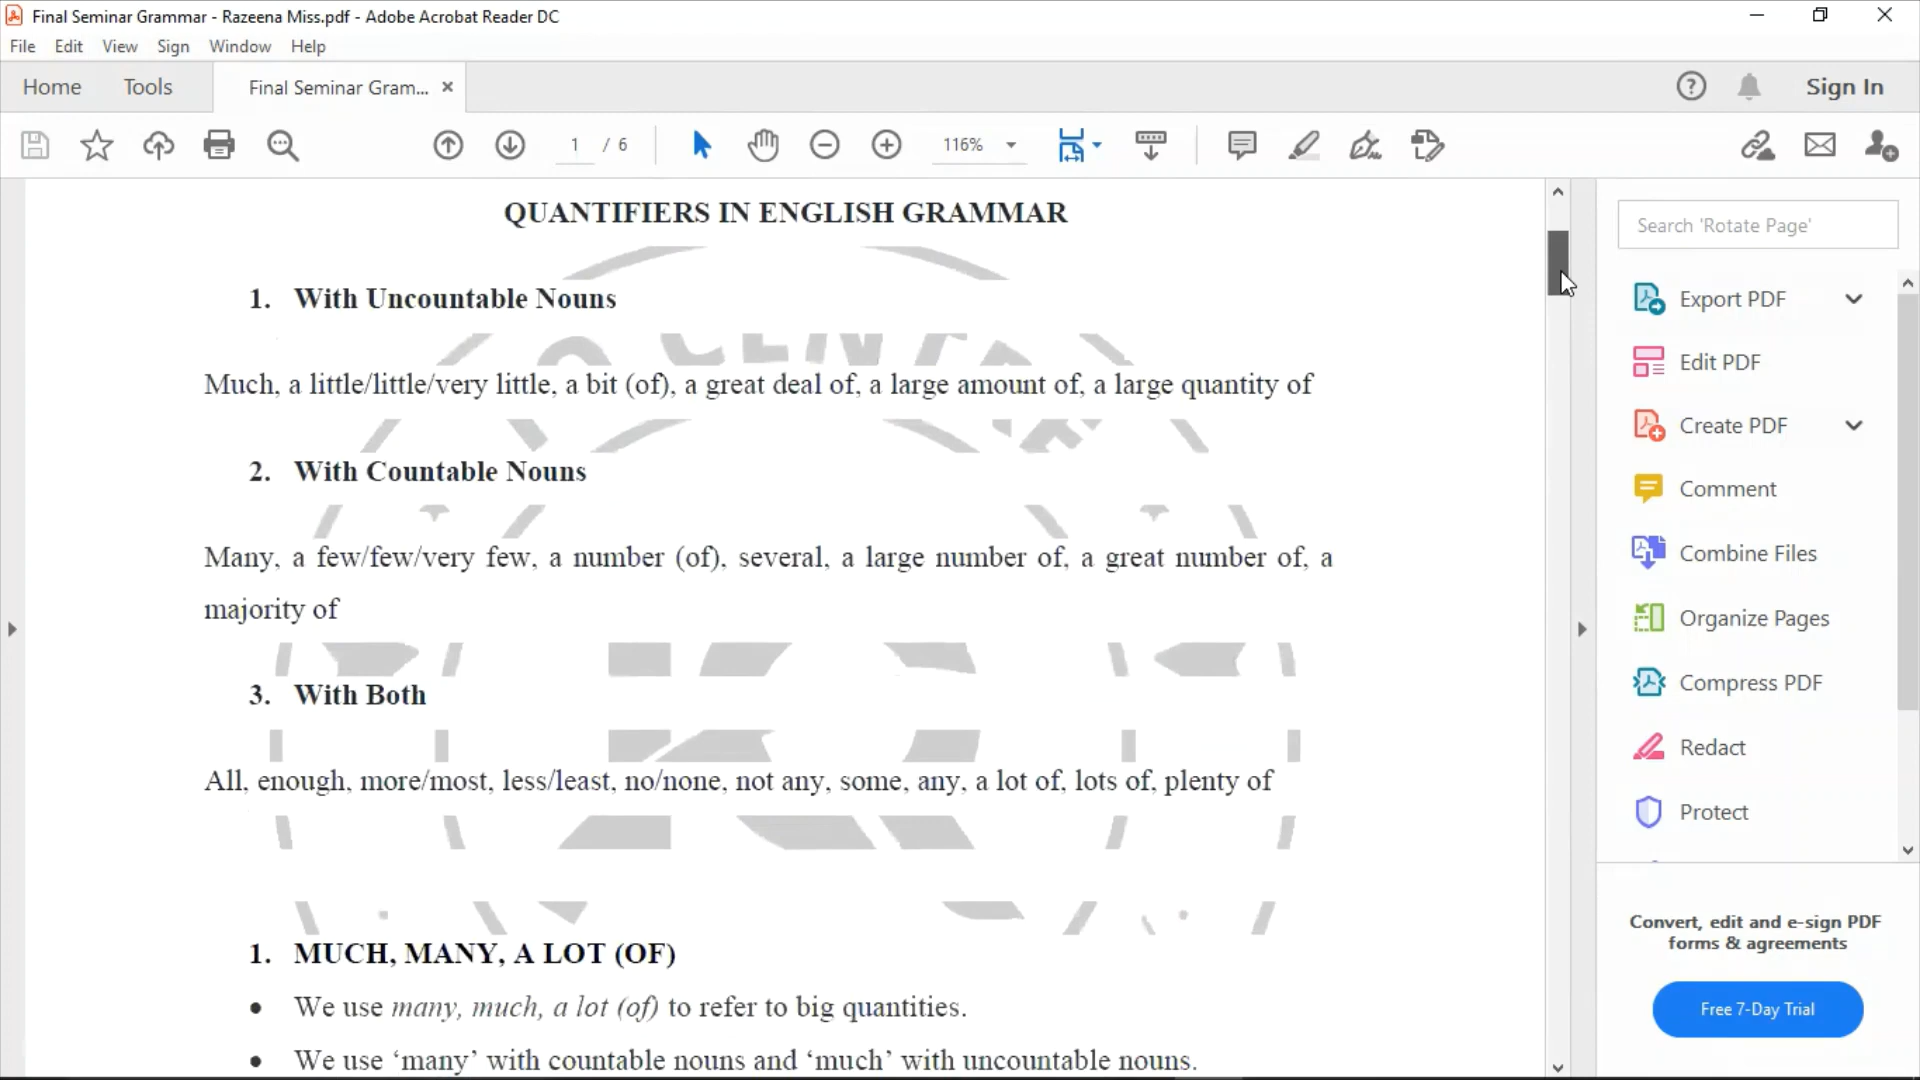 Final Seminar Grammar - Razeena Miss.pdf - Adobe Acrobat Reader DC
File Edit View Sign Window Help
Home Tools Final Seminar Gram... Sign In
1 / 6 116%
QUANTIFIERS IN ENGLISH GRAMMAR
1. With Uncountable Nouns
Much, a little/little/very little, a bit (of), a great deal of, a large amount of, a large quantity of
2. With Countable Nouns
Many, a few/few/very few, a number (of), several, a large number of, a great number of, a
majority of
3. With Both
All, enough, more/most, less/least, no/none, not any, some, any, a lot of, lots of, plenty of
1. MUCH, MANY, A LOT (OF)
• We use many, much, a lot (of) to refer to big quantities.
• We use ‘many’ with countable nouns and ‘much’ with uncountable nouns.
Search 'Rotate Page'
Export PDF
Edit PDF
Create PDF
Comment
Combine Files
Organize Pages
Compress PDF
Redact
Protect
Convert, edit and e-sign PDF
forms & agreements
Free 7-Day Trial